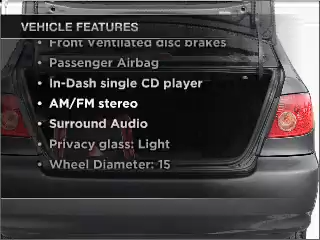 VEHICLE FEATURES
• Front Ventilated disc brakes
• Passenger Airbag
• In-Dash single CD player
• AM/FM stereo
• Surround Audio
• Privacy glass: Light
• Wheel Diameter: 15